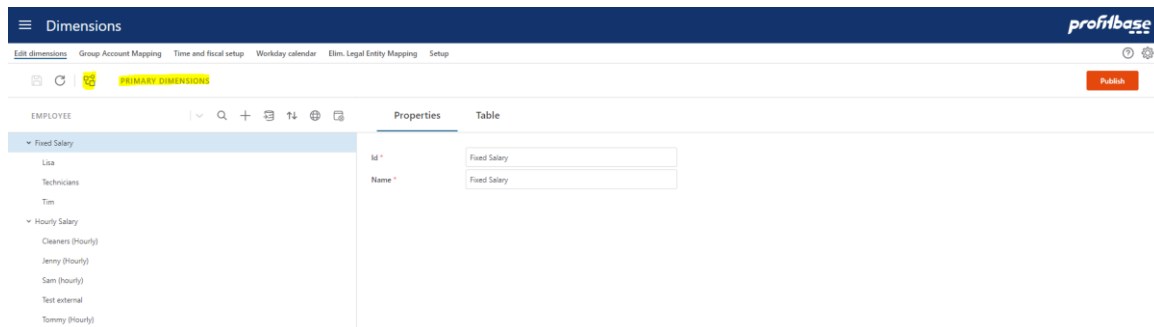 Dimensions
profitbase
Edit dimensions Group Account Mapping Time and fiscal setup Workday calendar Elim. Legal Entity Mapping Setup
PRIMARY DIMENSIONS
Publish
EMPLOYEE
Properties Table
Fixed Salary
Lisa
Technicians
Tim
Hourly Salary
Cleaners (Hourly)
Jenny (Hourly)
Sam (hourly)
Test external
Tommy (Hourly)
Id * Fixed Salary
Name * Fixed Salary